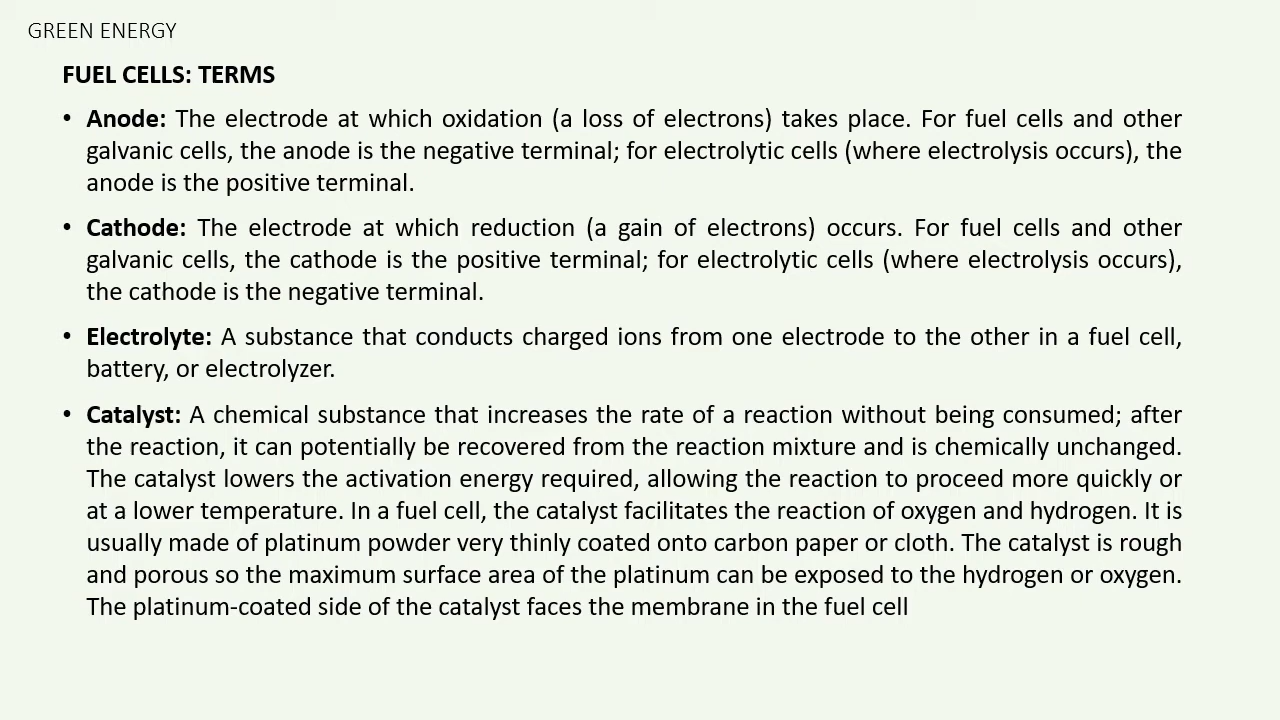 GREEN ENERGY
FUEL CELLS: TERMS
• Anode: The electrode at which oxidation (a loss of electrons) takes place. For fuel cells and other
galvanic cells, the anode is the negative terminal; for electrolytic cells (where electrolysis occurs), the
anode is the positive terminal.
• Cathode: The electrode at which reduction (a gain of electrons) occurs. For fuel cells and other
galvanic cells, the cathode is the positive terminal; for electrolytic cells (where electrolysis occurs),
the cathode is the negative terminal.
• Electrolyte: A substance that conducts charged ions from one electrode to the other in a fuel cell,
battery, or electrolyzer.
• Catalyst: A chemical substance that increases the rate of a reaction without being consumed; after
the reaction, it can potentially be recovered from the reaction mixture and is chemically unchanged.
The catalyst lowers the activation energy required, allowing the reaction to proceed more quickly or
at a lower temperature. In a fuel cell, the catalyst facilitates the reaction of oxygen and hydrogen. It is
usually made of platinum powder very thinly coated onto carbon paper or cloth. The catalyst is rough
and porous so the maximum surface area of the platinum can be exposed to the hydrogen or oxygen.
The platinum-coated side of the catalyst faces the membrane in the fuel cell